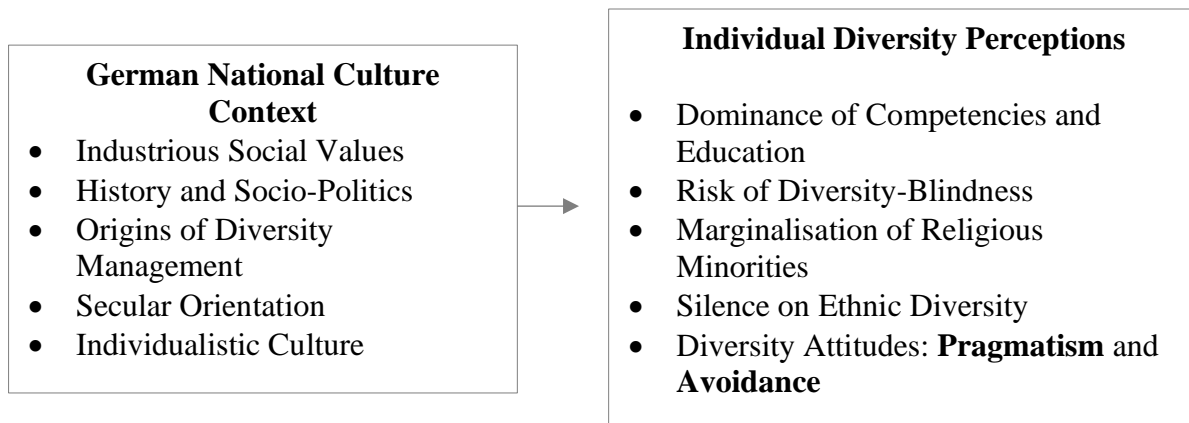 German National Culture
Context
• Industrious Social Values
• History and Socio-Politics
• Origins of Diversity
Management
• Secular Orientation
• Individualistic Culture
Individual Diversity Perceptions
• Dominance of Competencies and
Education
• Risk of Diversity-Blindness
• Marginalisation of Religious
Minorities
• Silence on Ethnic Diversity
• Diversity Attitudes: Pragmatism and
Avoidance